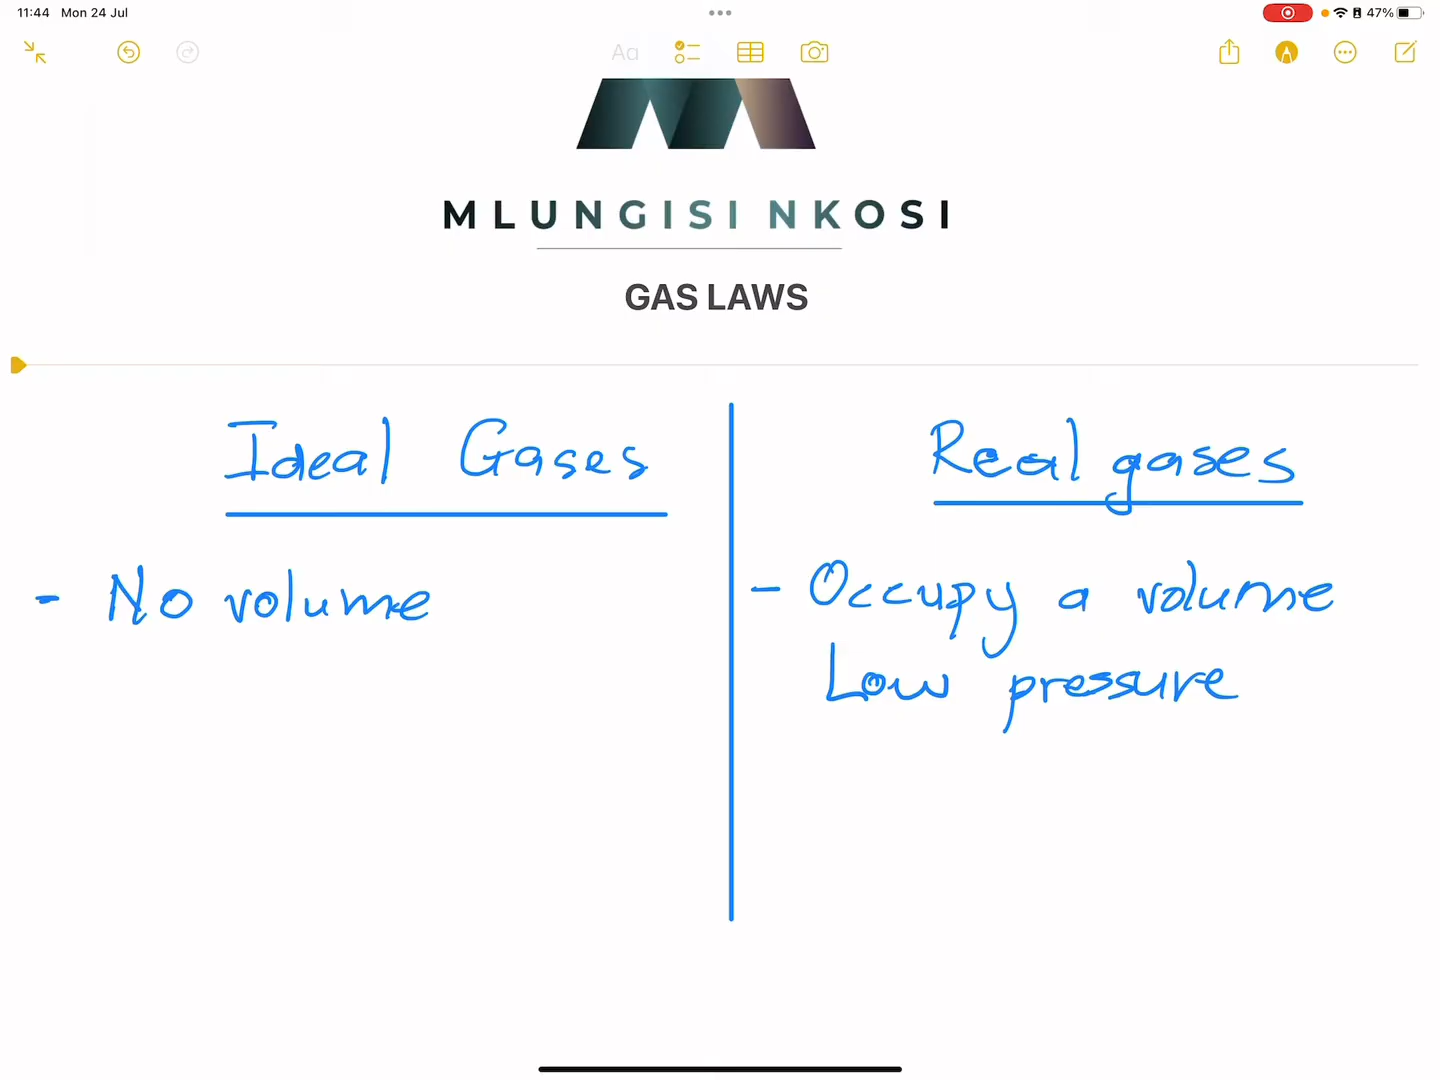 11:44 Mon 24 Jul
47%
Aa
MLUNGISI NKOSI
GAS LAWS
Ideal Gases
- No volume
Real gases
- Occupy a volume
Low pressure